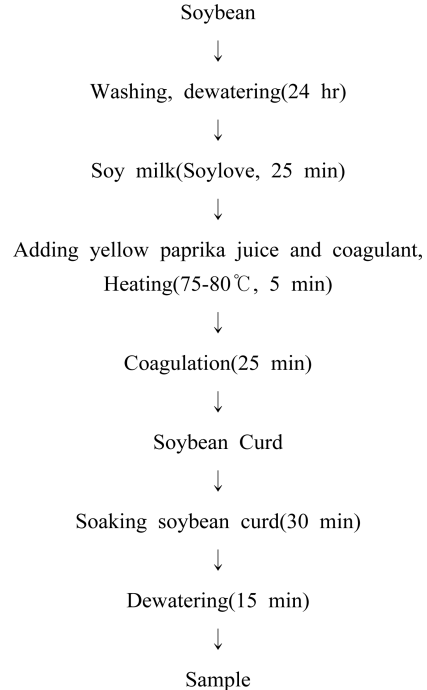 Soybean
↓
Washing, dewatering(24 hr)
↓
Soy milk(Soylove, 25 min)
↓
Adding yellow paprika juice and coagulant,
Heating(75-80℃, 5 min)
↓
Coagulation(25 min)
↓
Soybean Curd
↓
Soaking soybean curd(30 min)
↓
Dewatering(15 min)
↓
Sample